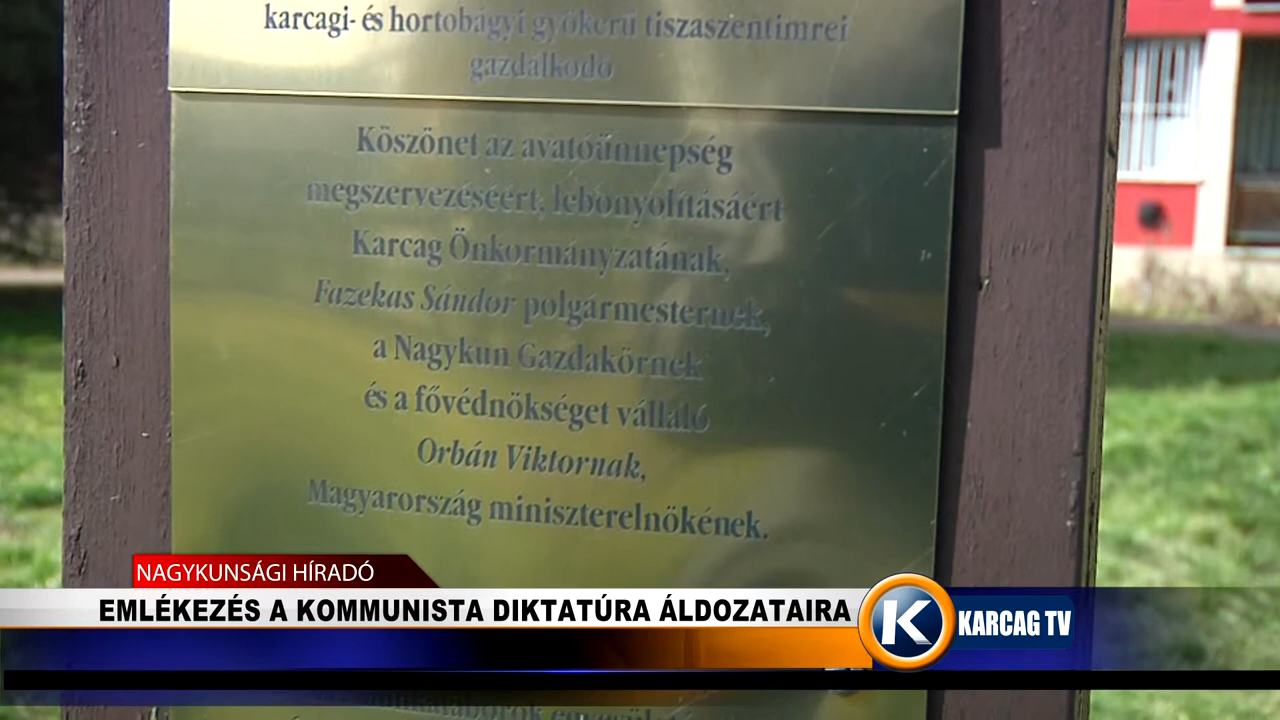 karcagi- és hortobágyi gyökerű tiszaszentimrei
gazdálkodó
Köszönet az avatóünnepség
megszervezéséért, lebonyolításáért
Karcag Önkormányzatának,
Fazekas Sándor polgármesternek,
a Nagykun Gazdakörnek
és a fővédnökséget vállaló
Orbán Viktornak,
Magyarország miniszterelnökének.
NAGYKUNSÁGI HÍRADÓ
EMLÉKEZÉS A KOMMUNISTA DIKTATÚRA ÁLDOZATAIRA
K KARCAG TV